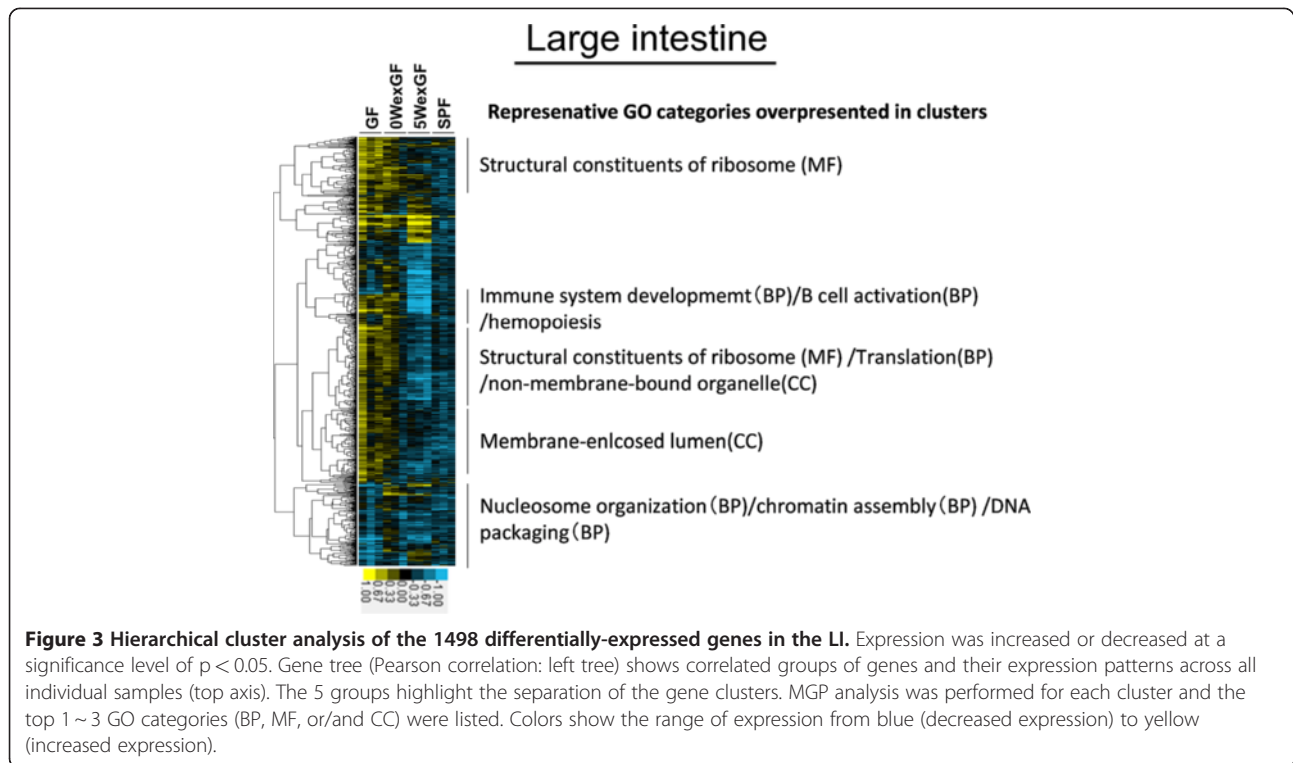 Large intestine
GF
0WexGF
5WexGF
SPF
Represenative GO categories overpresented in clusters
Structural constituents of ribosome (MF)
Immune system developmemt (BP)/B cell activation(BP)
/hemopoiesis
Structural constituents of ribosome (MF) /Translation(BP)
/non-membrane-bound organelle(CC)
Membrane-enlcosed lumen(CC)
Nucleosome organization (BP)/chromatin assembly (BP) /DNA
packaging (BP)
1.00
0.67
0.33
0.00
-0.33
-0.67
-1.00
Figure 3 Hierarchical cluster analysis of the 1498 differentially-expressed genes in the LI. Expression was increased or decreased at a
significance level of p < 0.05. Gene tree (Pearson correlation: left tree) shows correlated groups of genes and their expression patterns across all
individual samples (top axis). The 5 groups highlight the separation of the gene clusters. MGP analysis was performed for each cluster and the
top 1 ~ 3 GO categories (BP, MF, or/and CC) were listed. Colors show the range of expression from blue (decreased expression) to yellow
(increased expression).